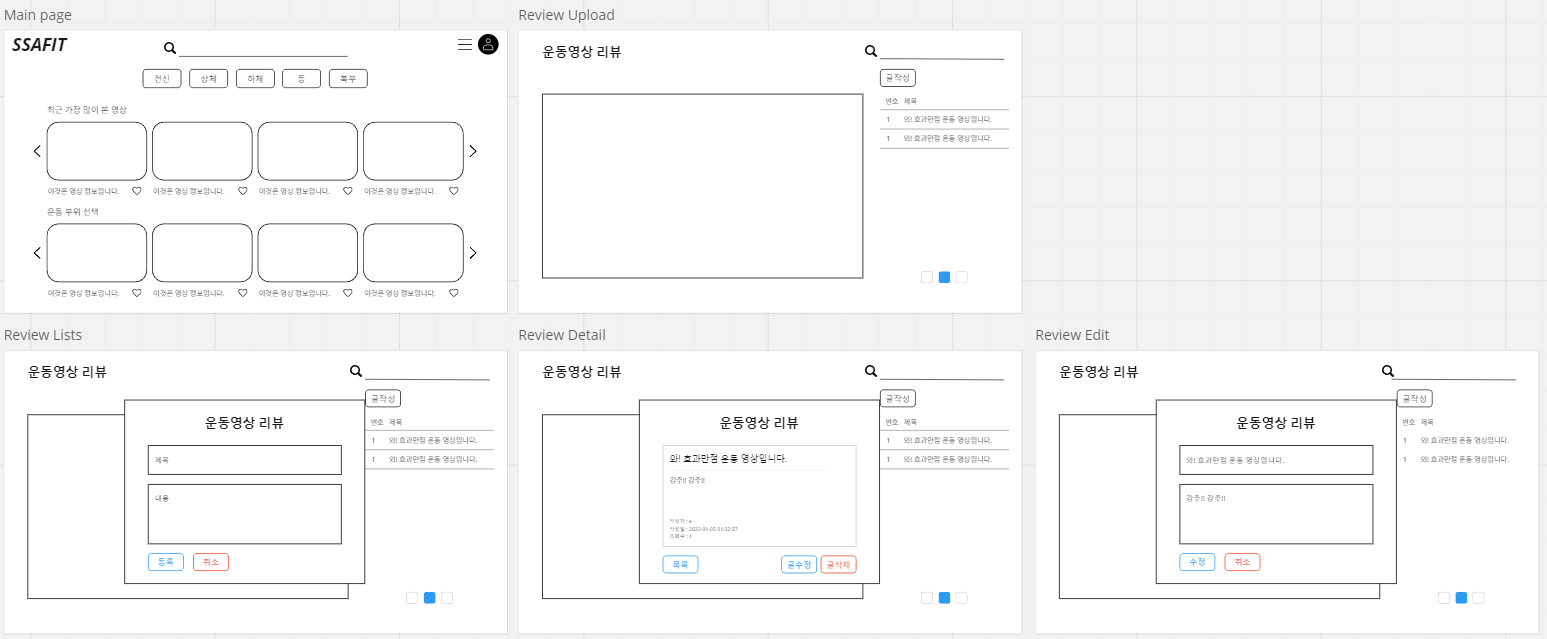 Main page
SSAFIT
전신 상체 하체 등 복부
최근 가장 많이 본 영상
이것은 영상 정보입니다. 이것은 영상 정보입니다. 이것은 영상 정보입니다. 이것은 영상 정보입니다.
운동 부위 선택
이것은 영상 정보입니다. 이것은 영상 정보입니다. 이것은 영상 정보입니다. 이것은 영상 정보입니다.
Review Upload
운동영상 리뷰
글작성
번호 제목
1 와! 효과만점 운동 영상입니다.
1 와! 효과만점 운동 영상입니다.
Review Lists
운동영상 리뷰
글작성
번호 제목
1 와! 효과만점 운동 영상입니다.
1 와! 효과만점 운동 영상입니다.
운동영상 리뷰
제목
내용
등록 취소
Review Detail
운동영상 리뷰
글작성
번호 제목
1 와! 효과만점 운동 영상입니다.
1 와! 효과만점 운동 영상입니다.
운동영상 리뷰
와! 효과만점 운동 영상입니다.
강추!! 강추!!
작성자 : a
작성일 : 2022-01-05 01:32:37
조회수 : 1
목록 글수정 글삭제
Review Edit
운동영상 리뷰
글작성
번호 제목
1 와! 효과만점 운동 영상입니다.
1 와! 효과만점 운동 영상입니다.
운동영상 리뷰
와! 효과만점 운동 영상입니다.
강추!! 강추!!
수정 취소